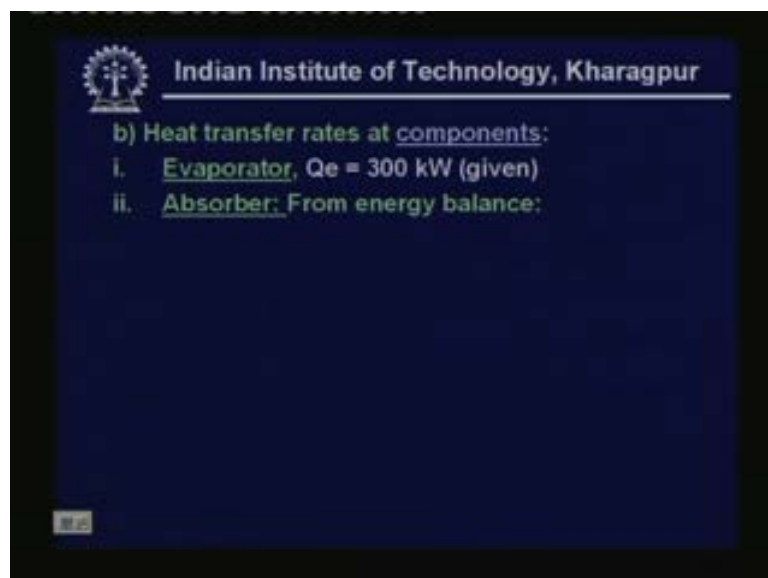 Indian Institute of Technology, Kharagpur
b) Heat transfer rates at components:
i. Evaporator, Qe = 300 kW (given)
ii. Absorber: From energy balance: